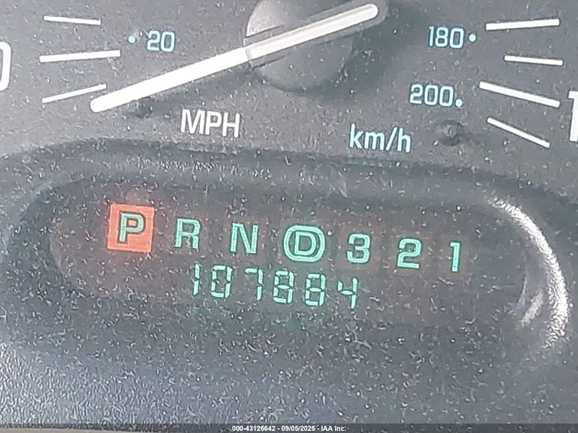 20 180
200
MPH km/h
P R N D 3 2 1
107884
000-43126642 - 09/05/2025 - IAA Inc.